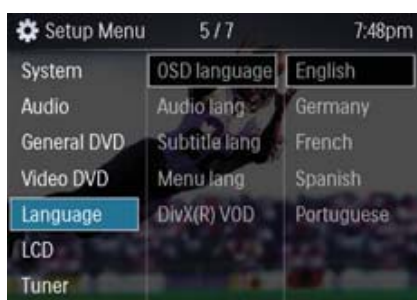 Setup Menu 5 / 7 7:48pm
System OSD language English
Audio Audio lang Germany
General DVD Subtitle lang French
Video DVD Menu lang Spanish
Language DivX(R) VOD Portuguese
LCD
Tuner